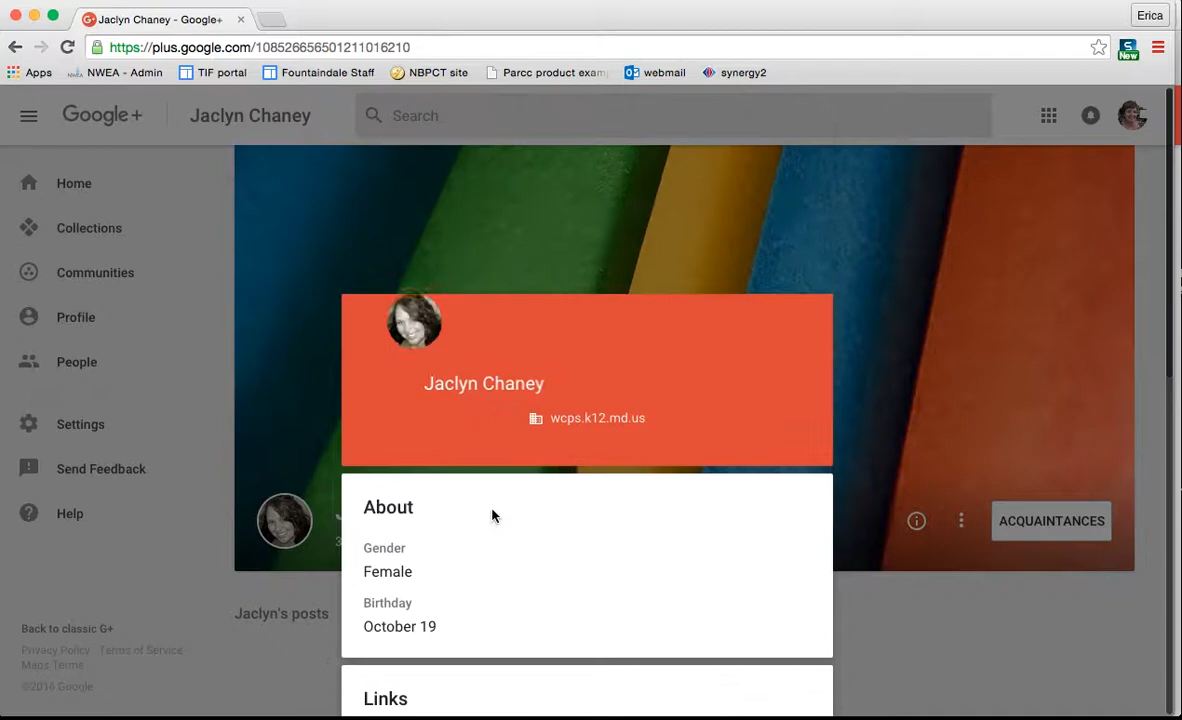 Jaclyn Chaney - Google+
Erica
https://plus.google.com/108526656501211016210
Apps NWEA - Admin TIF portal Fountaindale Staff NBPCT site Parcc product exam webmail synergy2
New
Google+ Jaclyn Chaney Search
Home
Collections
Communities
Profile
People
Settings
Send Feedback
Help
Jaclyn Chaney
wcps.k12.md.us
ACQUAINTANCES
About
Gender
Female
Birthday
October 19
Links
Jaclyn's posts
Back to classic G+
Privacy Policy Terms of Service
Maps Terms
©2016 Google